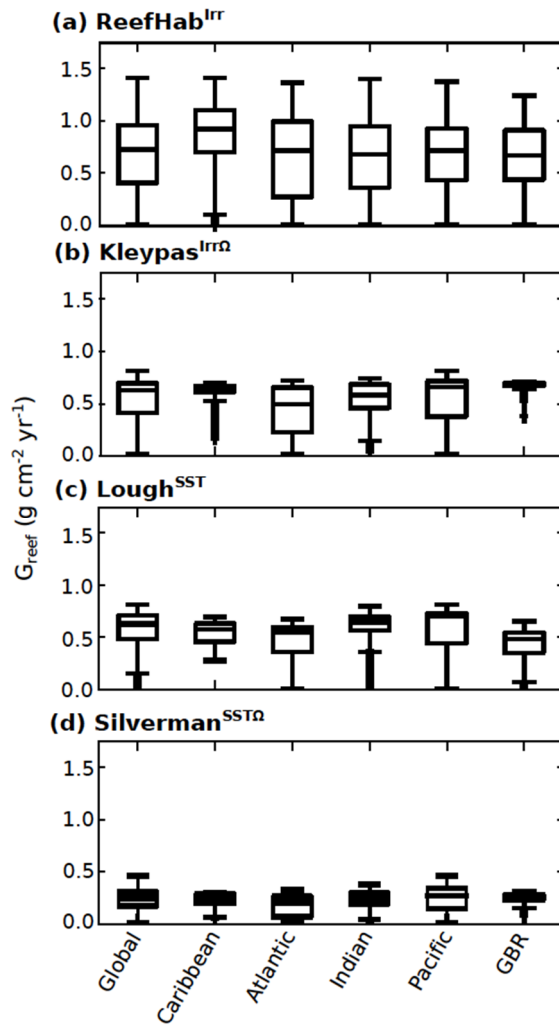 (a) ReefHab^Irr
1.5
1.0
0.5
0.0
(b) Kleypas^IrrΩ
1.5
1.0
0.5
0.0
G_reef (g cm⁻² yr⁻¹)
(c) Lough^SST
1.5
1.0
0.5
0.0
(d) Silverman^SSTΩ
1.5
1.0
0.5
0.0
Global
Caribbean
Atlantic
Indian
Pacific
GBR